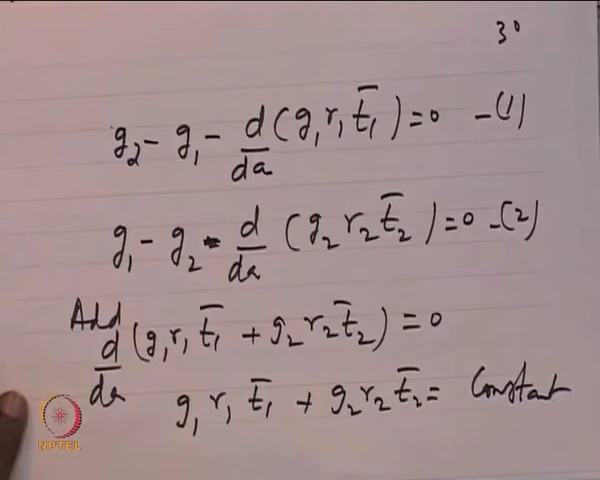 30
g₂ - g₁ - d/da (g₁ r₁ t̄₁) = 0 -(1)
g₁ - g₂ - d/da (g₂ r₂ t̄₂) = 0 -(2)
Add
d/da (g₁ r₁ t̄₁ + g₂ r₂ t̄₂) = 0
g₁ r₁ t̄₁ + g₂ r₂ t̄₂ = Constant
NPTEL